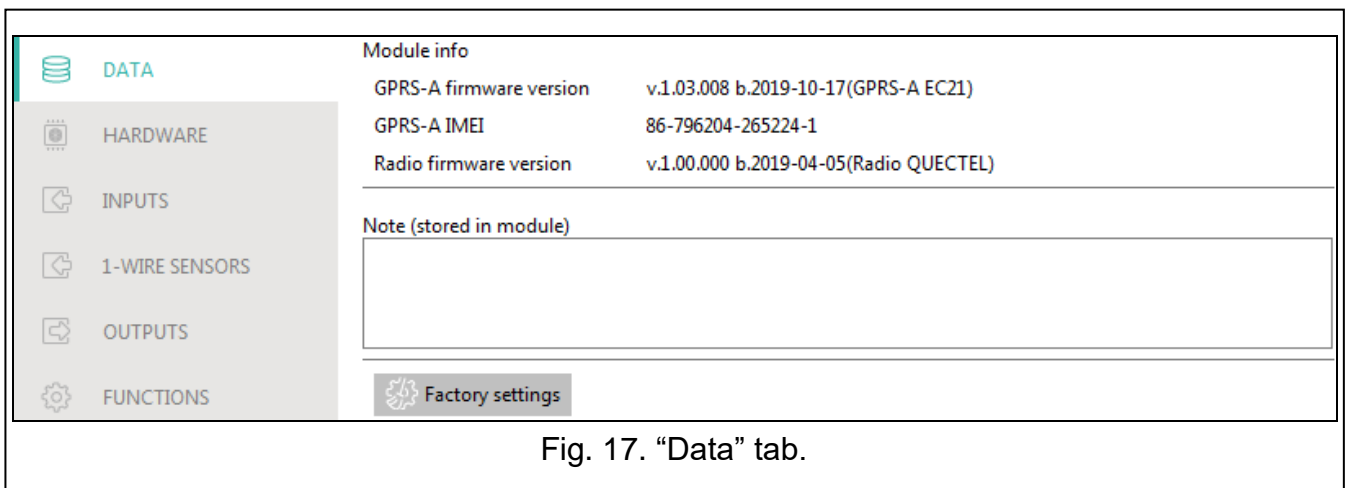 DATA
HARDWARE
INPUTS
1-WIRE SENSORS
OUTPUTS
FUNCTIONS
Module info
GPRS-A firmware version v.1.03.008 b.2019-10-17(GPRS-A EC21)
GPRS-A IMEI 86-796204-265224-1
Radio firmware version v.1.00.000 b.2019-04-05(Radio QUECTEL)
Note (stored in module)
Factory settings
Fig. 17. “Data” tab.